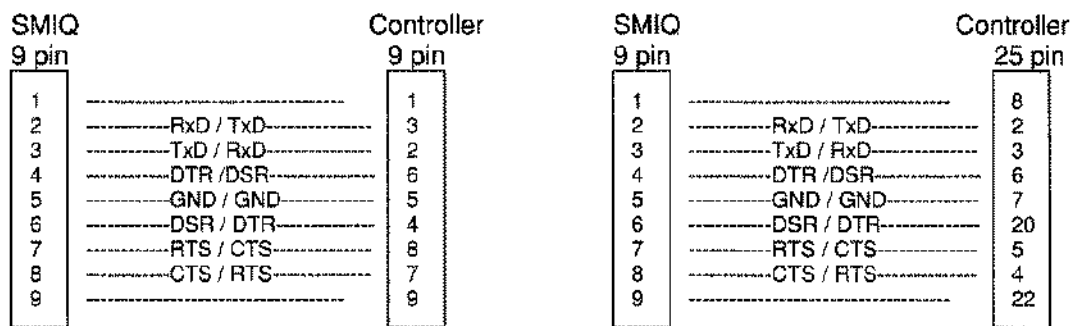 SMIQ Controller
9 pin 9 pin
1 1
2 RxD / TxD 3
3 TxD / RxD 2
4 DTR /DSR 6
5 GND / GND 5
6 DSR / DTR 4
7 RTS / CTS 8
8 CTS / RTS 7
9 9
SMIQ Controller
9 pin 25 pin
1 8
2 RxD / TxD 2
3 TxD / RxD 3
4 DTR /DSR 6
5 GND / GND 7
6 DSR / DTR 20
7 RTS / CTS 5
8 CTS / RTS 4
9 22